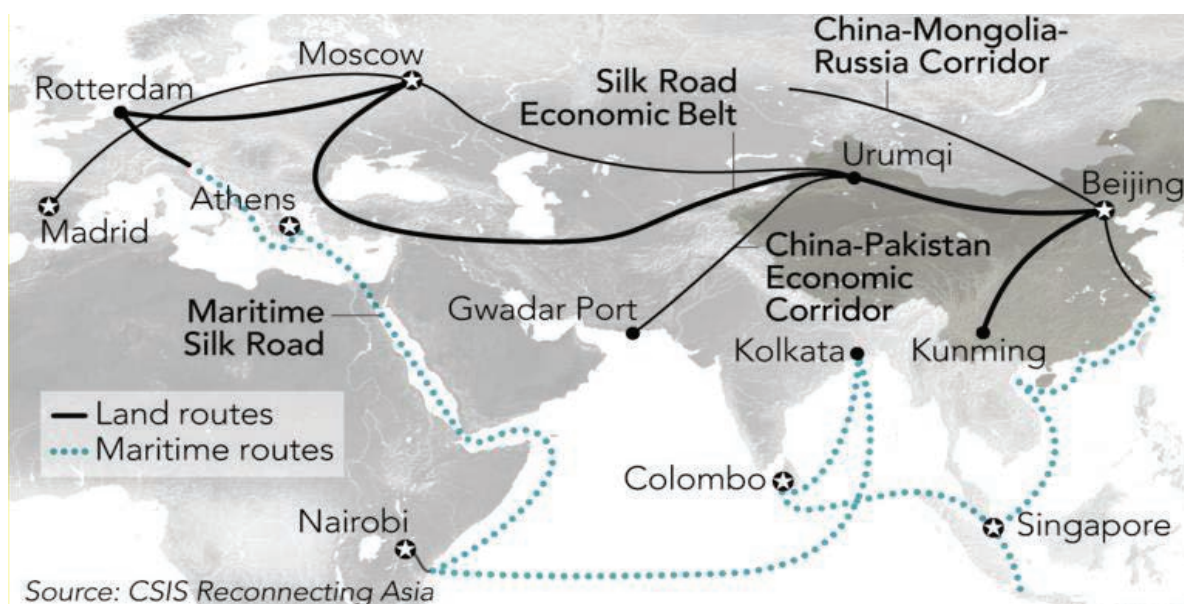 China-Mongolia-
Russia Corridor
Moscow
Rotterdam
Silk Road
Economic Belt
Urumqi
Beijing
Athens
Madrid
China-Pakistan
Economic
Corridor
Maritime
Silk Road
Gwadar Port
Kolkata
Kunming
Land routes
Maritime routes
Colombo
Nairobi
Singapore
Source: CSIS Reconnecting Asia